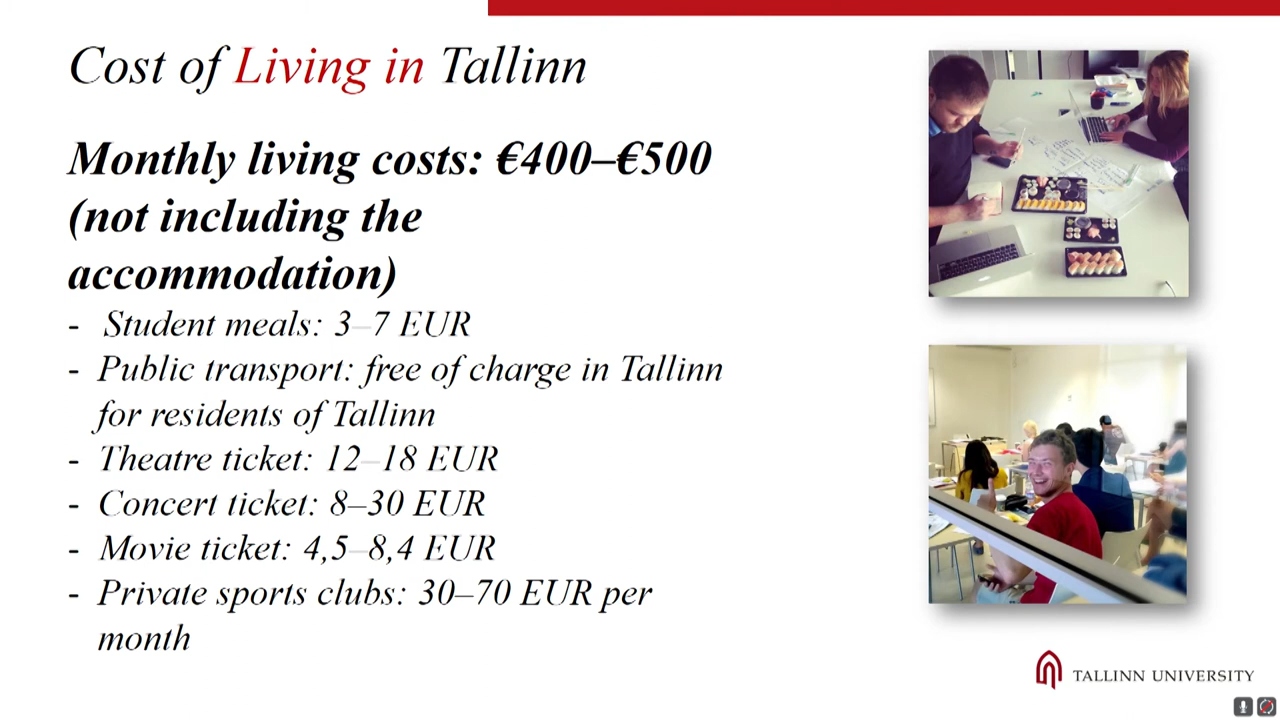 Cost of Living in Tallinn
Monthly living costs: €400–€500
(not including the
accommodation)
- Student meals: 3–7 EUR
- Public transport: free of charge in Tallinn
for residents of Tallinn
- Theatre ticket: 12–18 EUR
- Concert ticket: 8–30 EUR
- Movie ticket: 4,5–8,4 EUR
- Private sports clubs: 30–70 EUR per
month
TALLINN UNIVERSITY